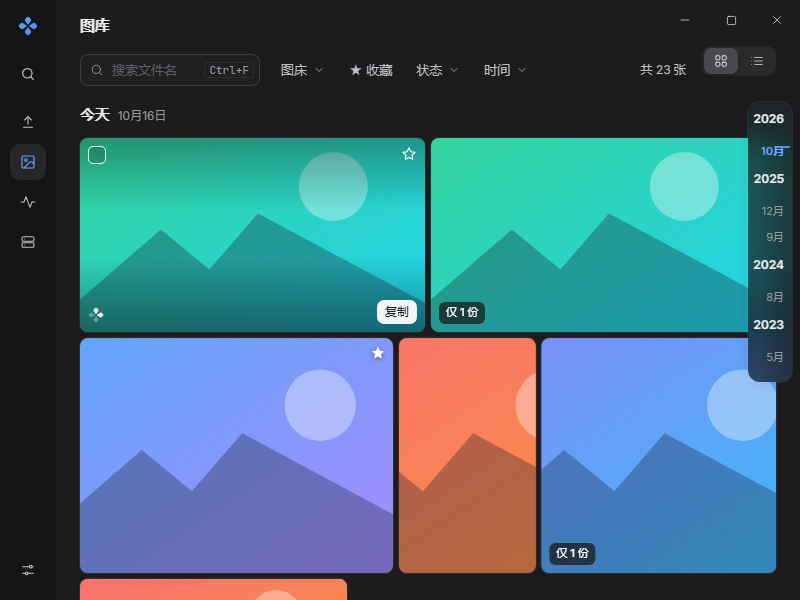 图库
搜索文件名 Ctrl+F 图床 收藏 状态 时间 共 23 张
今天 10月16日
2026
10月
2025
12月
9月
2024
8月
2023
5月
复制
仅 1 份
仅 1 份